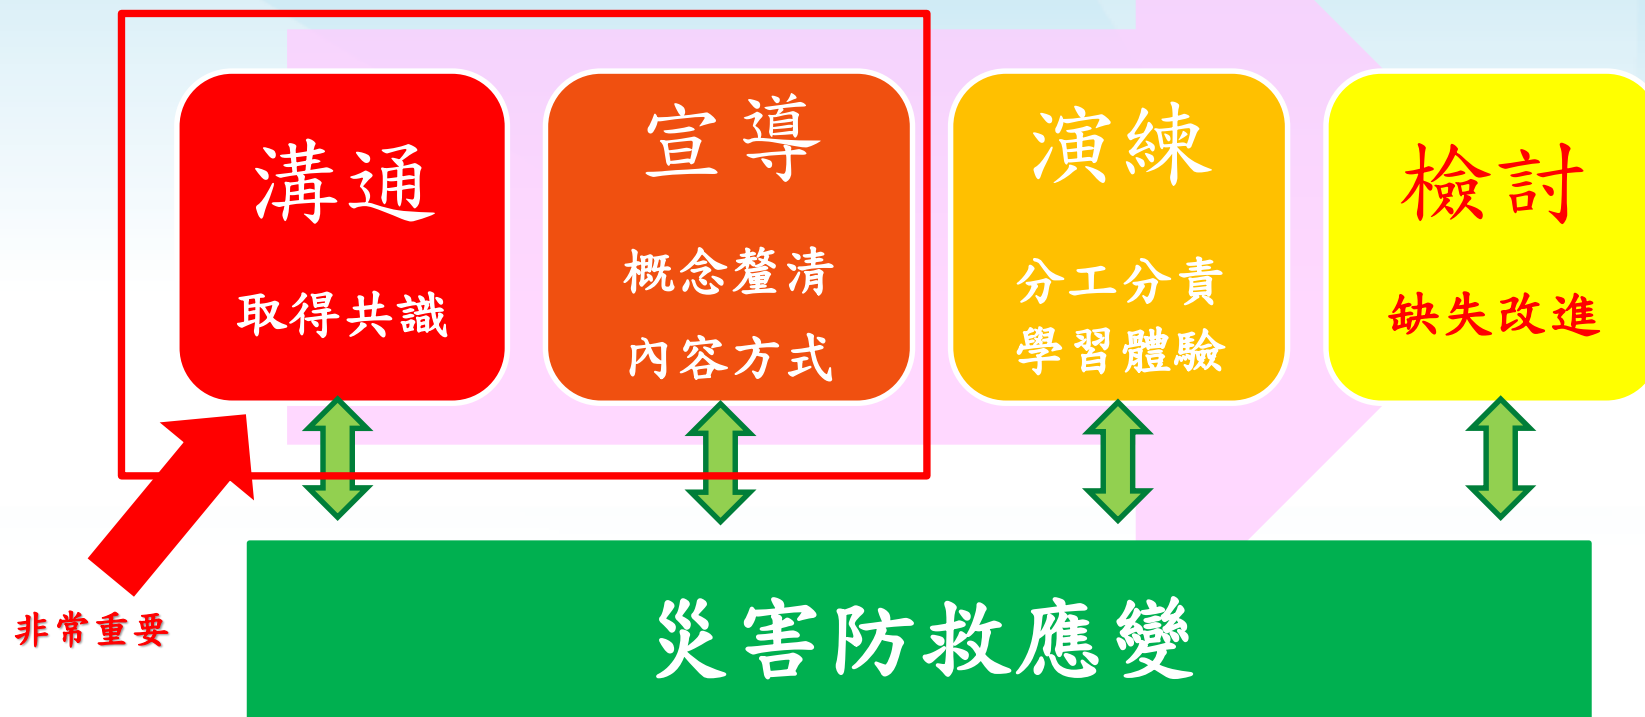 溝通
取得共識
宣導
概念釐清
內容方式
演練
分工分責
學習體驗
檢討
缺失改進
非常重要
災害防救應變